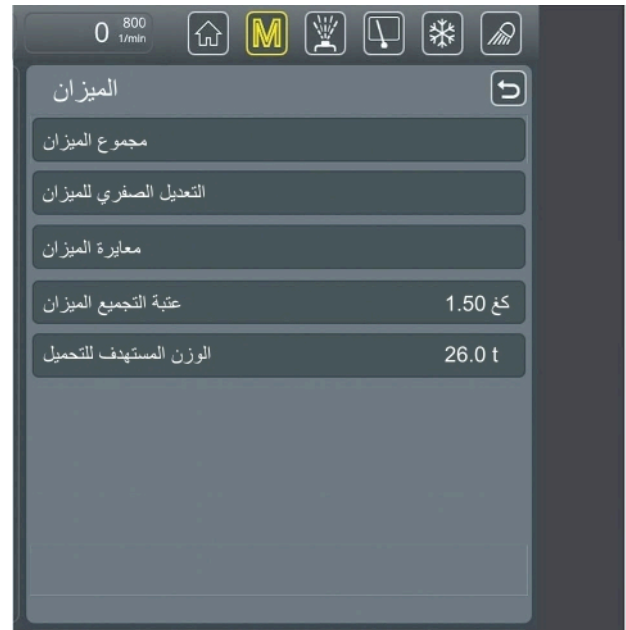 0 800
1/min
M
الميزان
مجموع الميزان
التعديل الصفري للميزان
معايرة الميزان
عتبة التجميع الميزان 1.50 كغ
الوزن المستهدف للتحميل 26.0 t